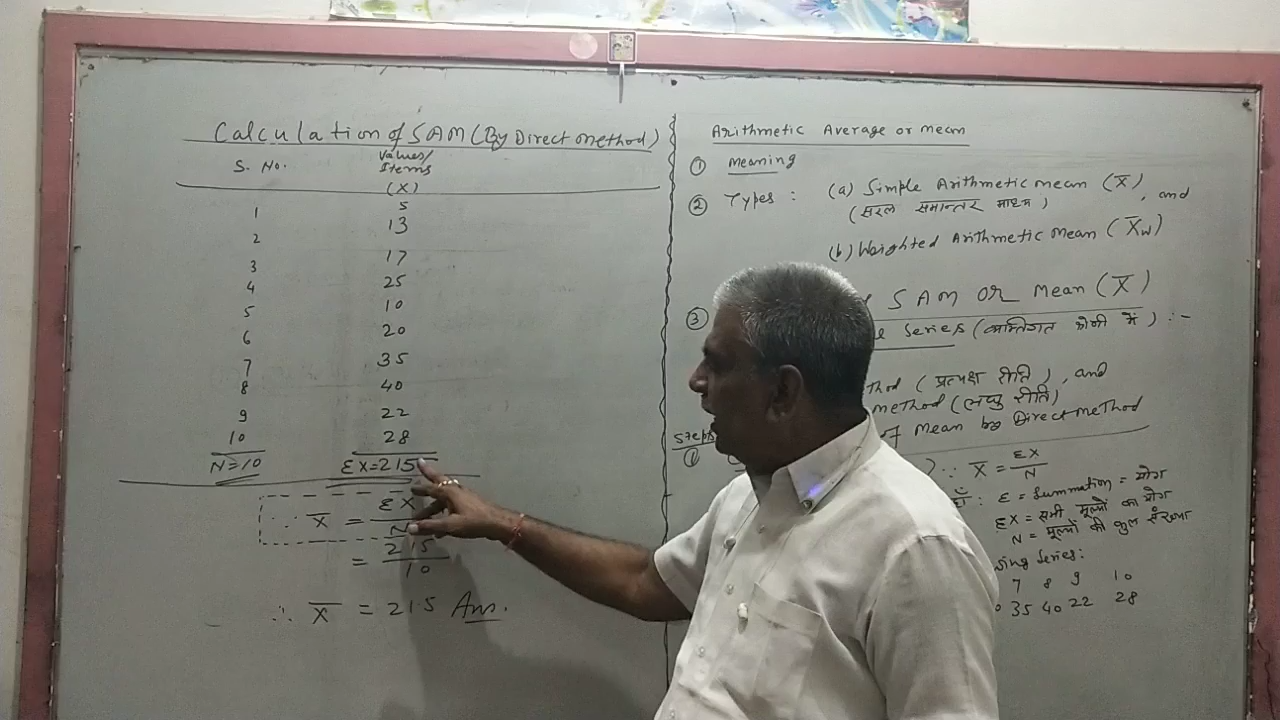 Calculation of SAM (By Direct method)
S. No. Values/ Items (X)
1 5
2 13
3 17
4 25
5 10
6 20
7 35
8 40
9 22
10 28
N=10 ΣX=215
∵ X̅ = ΣX
N
= 215
10
∴ X̅ = 21.5 Ans.
Arithmetic Average or mean
① Meaning
② Types : (a) Simple Arithmetic mean (X̅), and
(सरल समान्तर माध्य)
(b) Weighted Arithmetic Mean (X̅w)
③ SAM OR Mean (X̅)
Series (व्यक्तिगत श्रेणी में) :-
(प्रत्यक्ष रीति), and
method (लघु रीति)
of Mean by Direct method
Steps
① ) ∵ X̅ = ΣX
N
: Σ = Summation = योग
ΣX = सभी मूल्यों का योग
N = मूल्यों की कुल संख्या
Series:
7 8 9 10
35 40 22 28